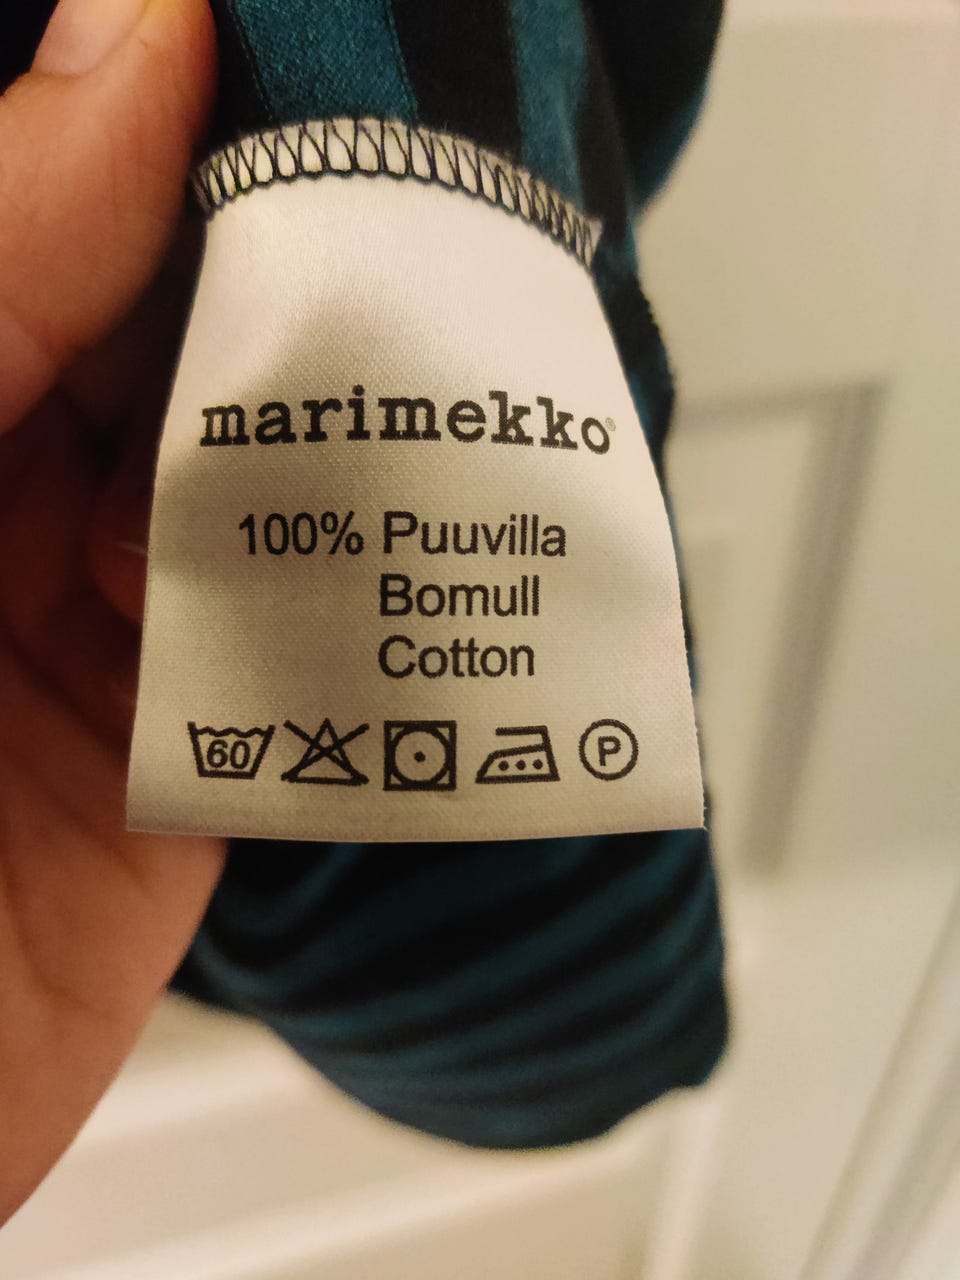 marimekko®
100% Puuvilla
Bomull
Cotton
60 P